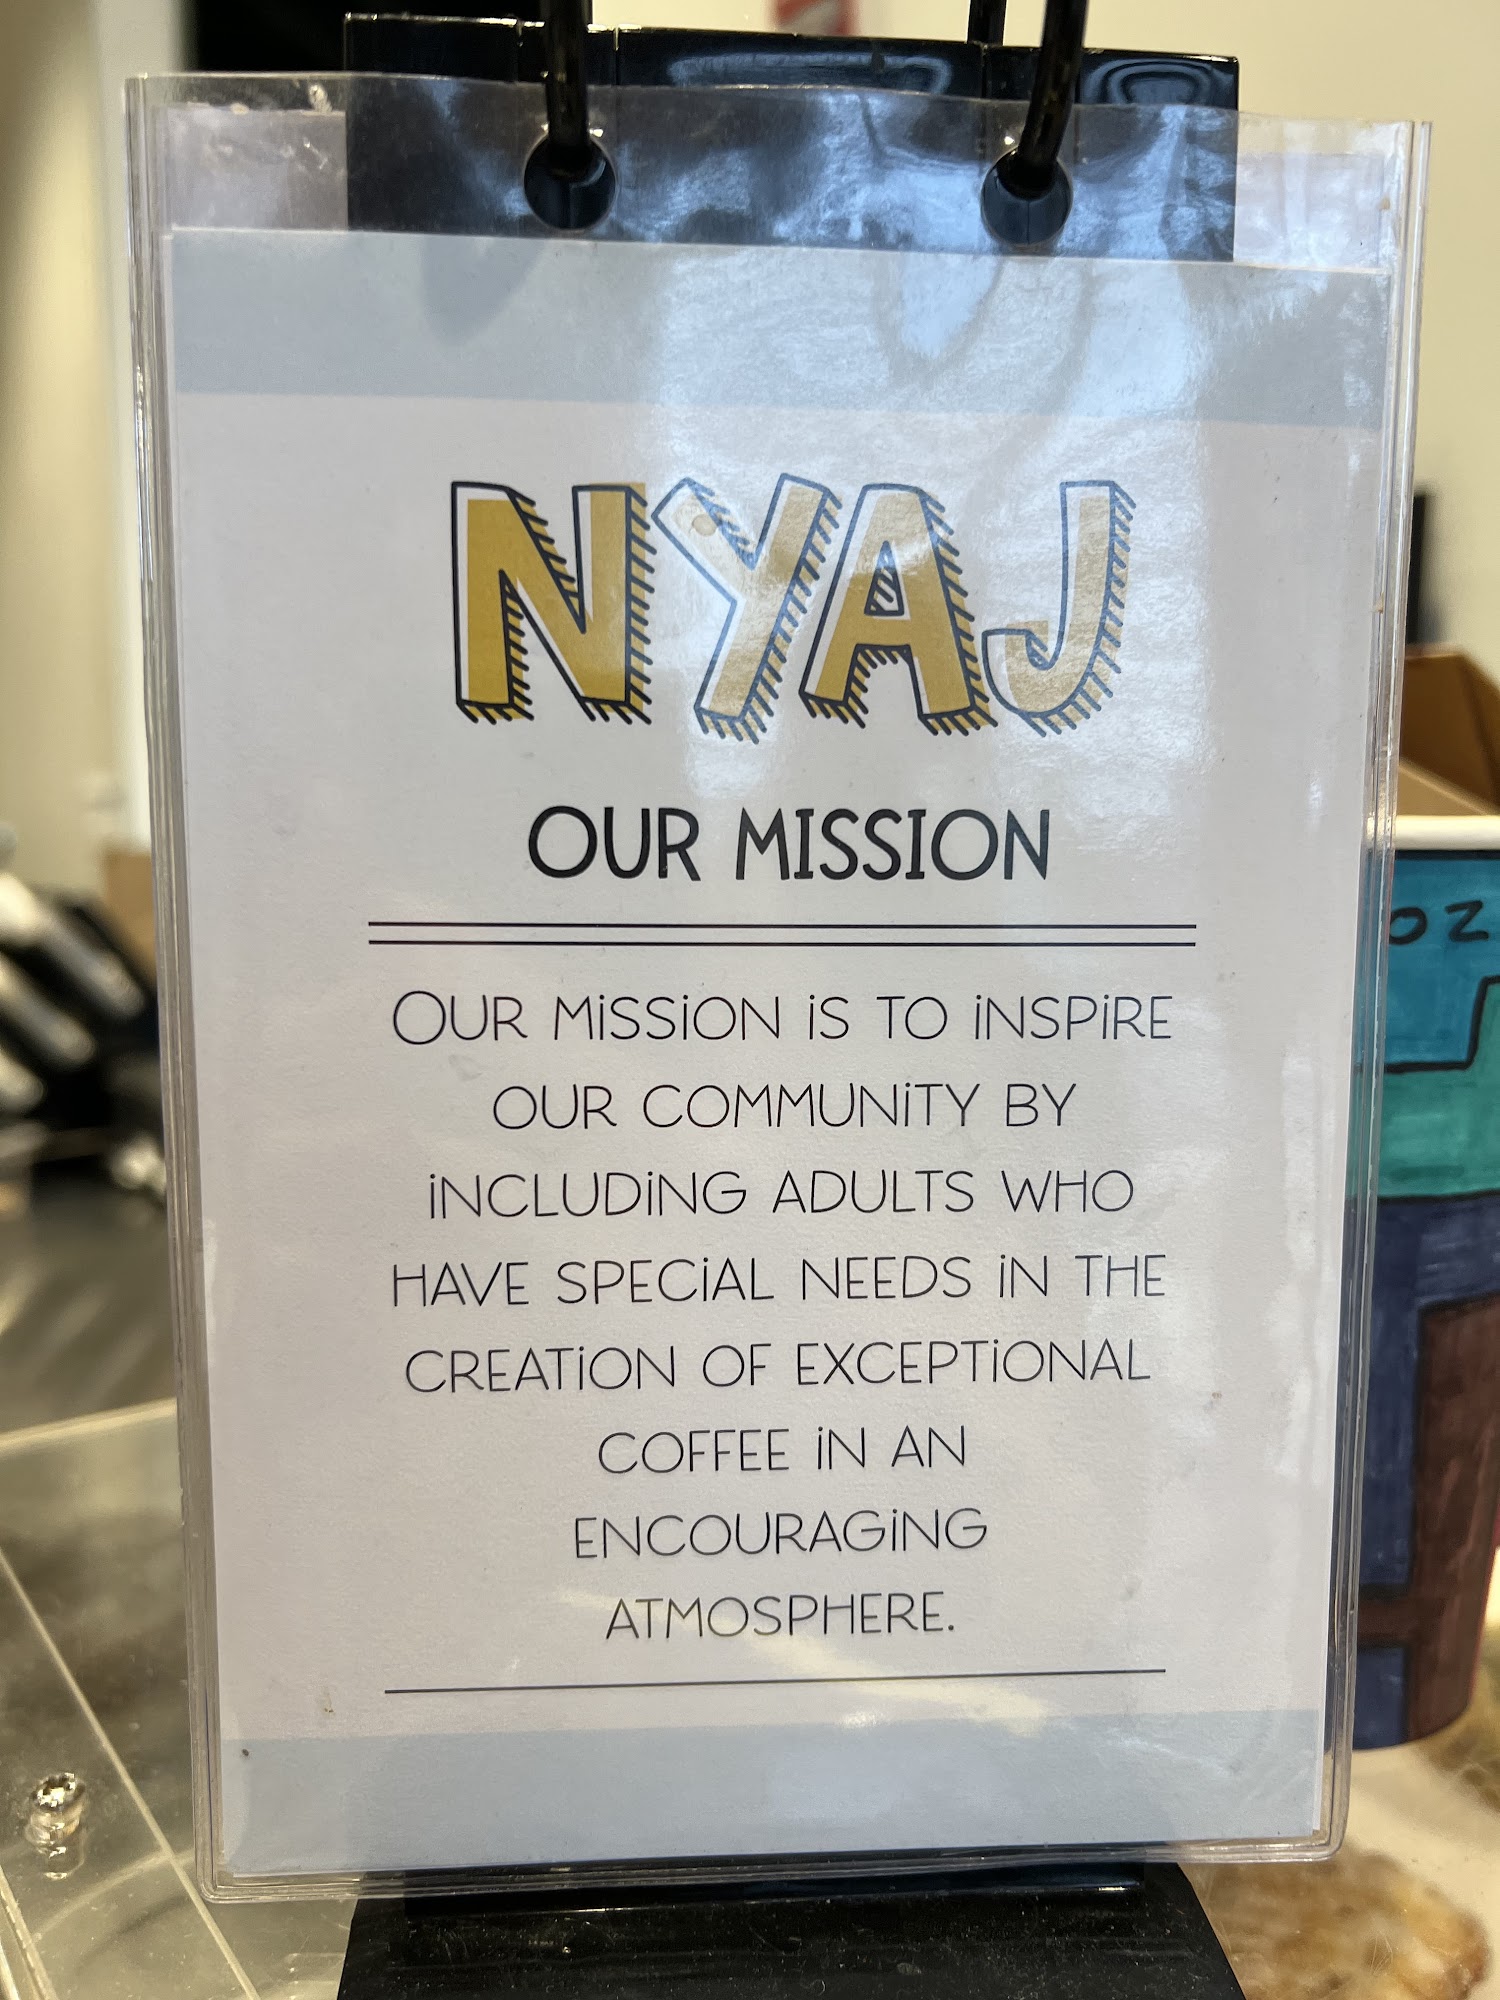 NYAJ
OUR MISSION
OUR MISSION IS TO INSPIRE
OUR COMMUNITY BY
INCLUDING ADULTS WHO
HAVE SPECIAL NEEDS IN THE
CREATION OF EXCEPTIONAL
COFFEE IN AN
ENCOURAGING
ATMOSPHERE.